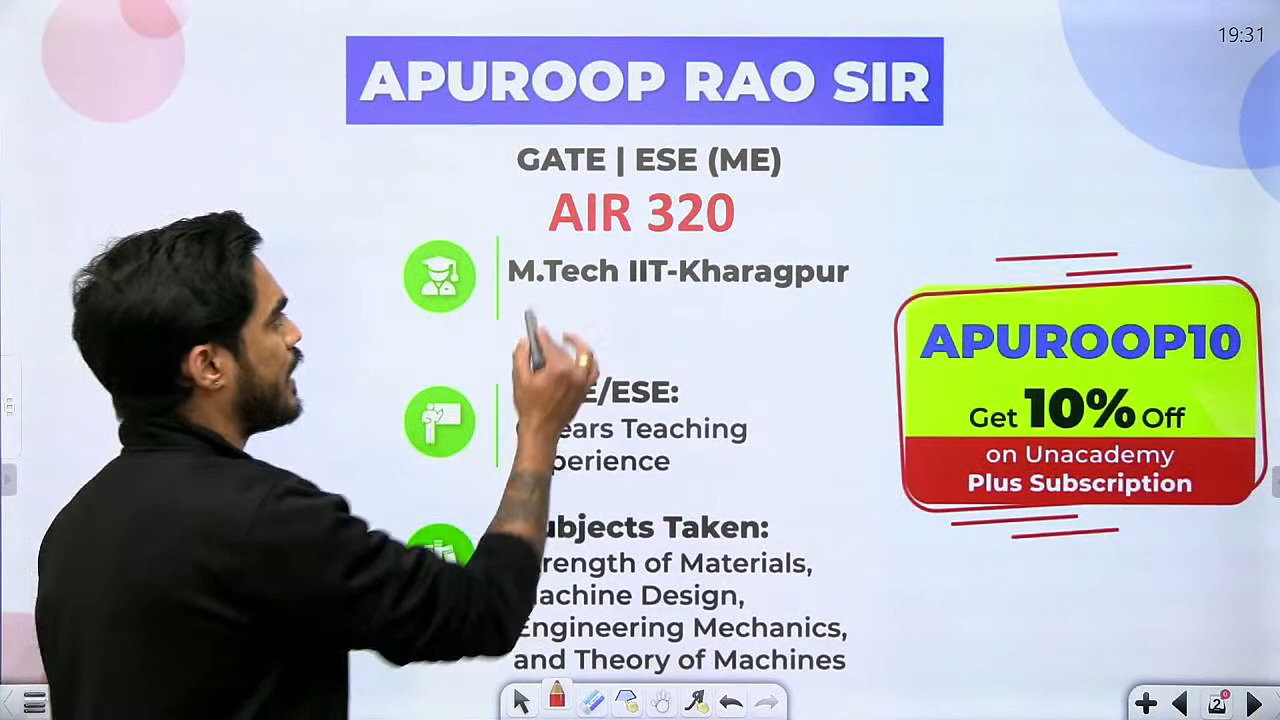 19:31
APUROOP RAO SIR
GATE | ESE (ME)
AIR 320
M.Tech IIT-Kharagpur
E/ESE:
ears Teaching
perience
ubjects Taken:
rength of Materials,
achine Design,
Engineering Mechanics,
and Theory of Machines
APUROOP10
Get 10% Off
on Unacademy
Plus Subscription
2
0